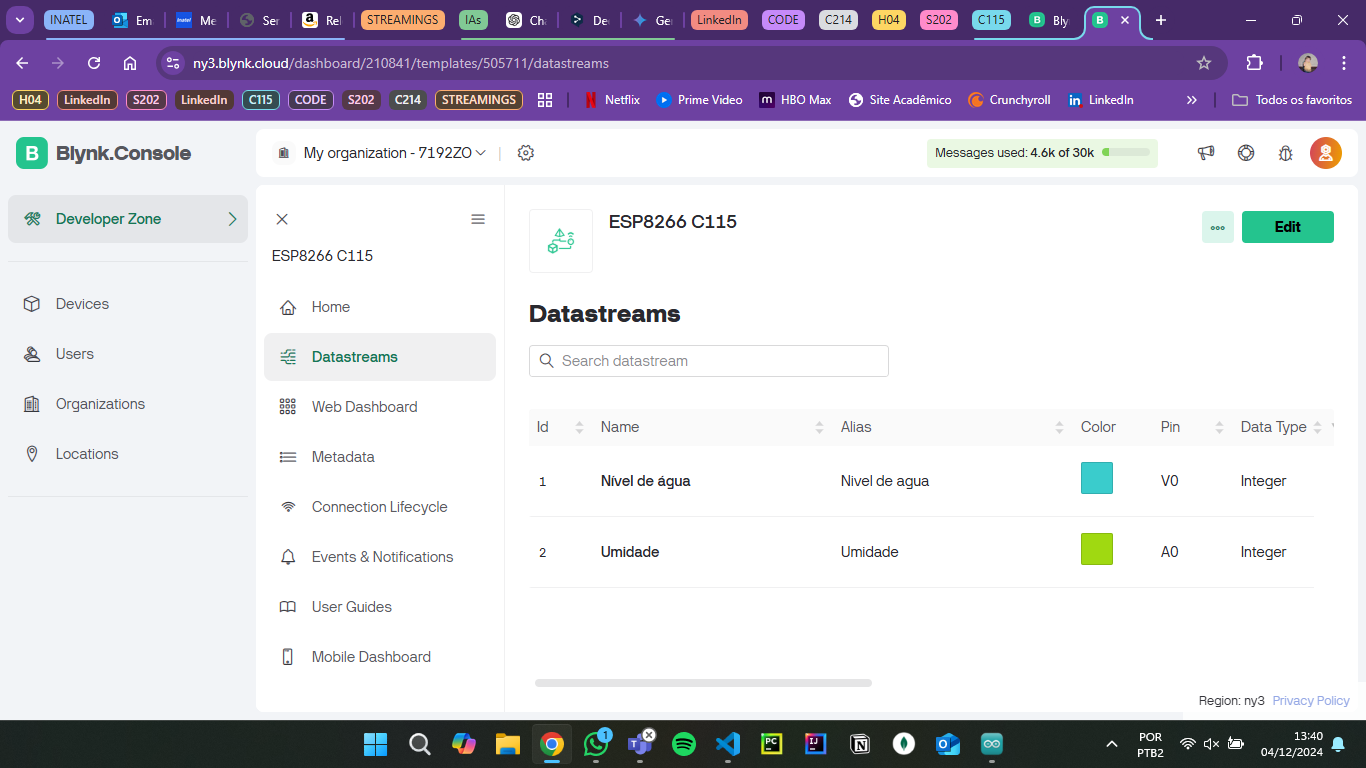 INATEL
Em
Me
Ser
Rel
STREAMINGS
IAs
Cha
De
Ge
LinkedIn
CODE
C214
H04
S202
C115
Bly
ny3.blynk.cloud/dashboard/210841/templates/505711/datastreams
H04 LinkedIn S202 LinkedIn C115 CODE S202 C214 STREAMINGS Netflix Prime Video HBO Max Site Acadêmico Crunchyroll LinkedIn Todos os favoritos
B Blynk.Console
My organization - 7192ZO
Messages used: 4.6k of 30k
Developer Zone
Devices
Users
Organizations
Locations
ESP8266 C115
Home
Datastreams
Web Dashboard
Metadata
Connection Lifecycle
Events & Notifications
User Guides
Mobile Dashboard
ESP8266 C115
Edit
Datastreams
Search datastream
Id Name Alias Color Pin Data Type
1 Nível de água Nivel de agua V0 Integer
2 Umidade Umidade A0 Integer
Region: ny3 Privacy Policy
1
PC
IJ
POR
PTB2
13:40
04/12/2024